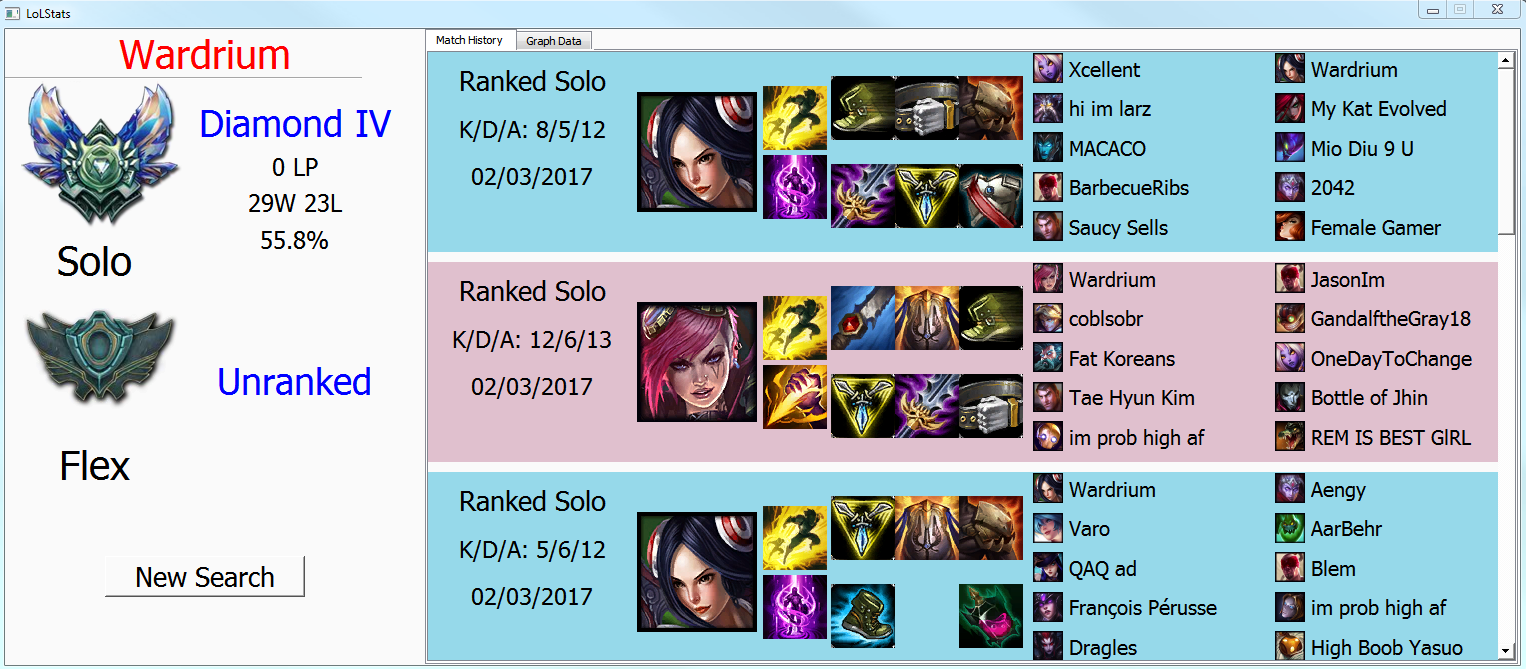 LoLStats
Wardrium
Diamond IV
0 LP
29W 23L
55.8%
Solo
Unranked
Flex
New Search
Match History
Graph Data
Ranked Solo
K/D/A: 8/5/12
02/03/2017
Xcellent
hi im larz
MACACO
BarbecueRibs
Saucy Sells
Wardrium
My Kat Evolved
Mio Diu 9 U
2042
Female Gamer
Ranked Solo
K/D/A: 12/6/13
02/03/2017
Wardrium
coblsobr
Fat Koreans
Tae Hyun Kim
im prob high af
JasonIm
GandalftheGray18
OneDayToChange
Bottle of Jhin
REM IS BEST GlRL
Ranked Solo
K/D/A: 5/6/12
02/03/2017
Wardrium
Varo
QAQ ad
François Pérusse
Dragles
Aengy
AarBehr
Blem
im prob high af
High Boob Yasuo